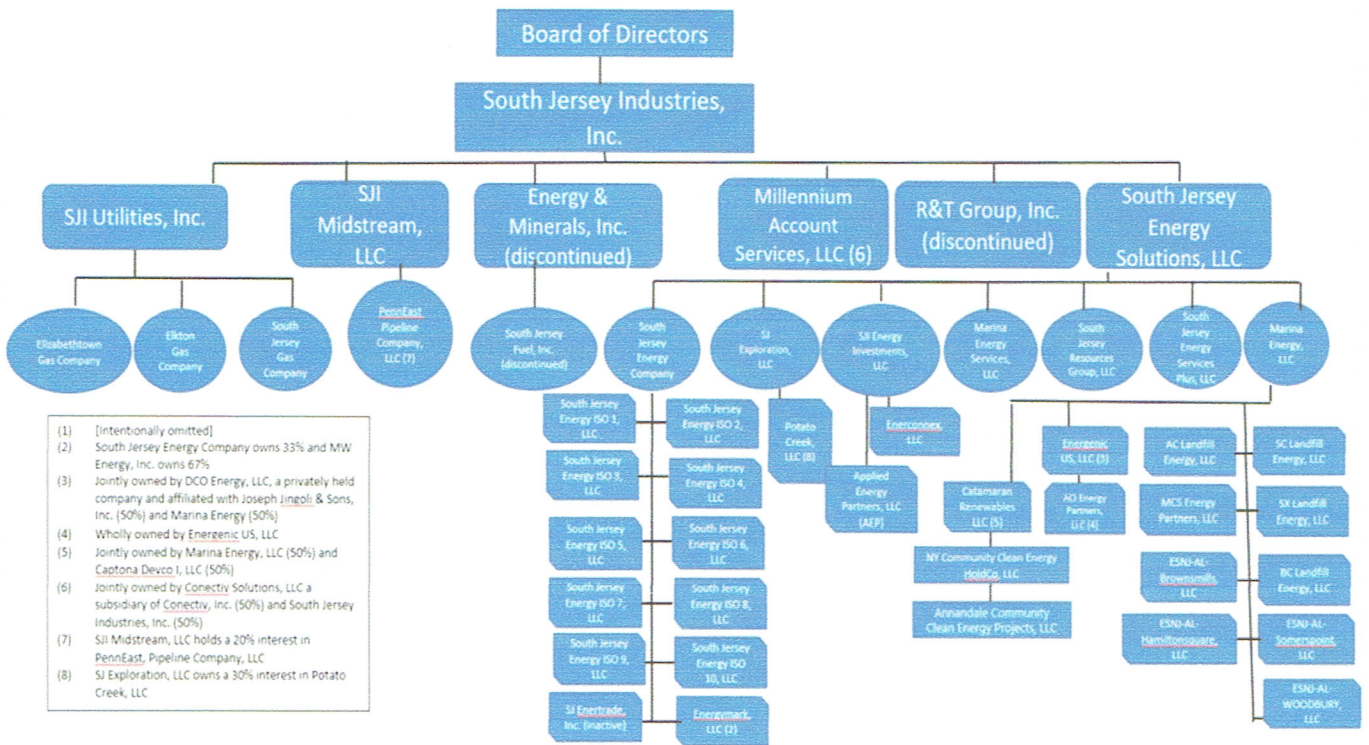 Board of Directors
South Jersey Industries,
Inc.
SJI Utilities, Inc.
SJI
Midstream,
LLC
Energy &
Minerals, Inc.
(discontinued)
Millennium
Account
Services, LLC (6)
R&T Group, Inc.
(discontinued)
South Jersey
Energy
Solutions, LLC
Elizabethtown
Gas Company
Elkton
Gas
Company
South
Jersey
Gas
Company
PennEast
Pipeline
Company,
LLC (7)
South Jersey
Fuel, Inc.
(discontinued)
South
Jersey
Energy
Company
SJ
Exploration,
LLC
SJI Energy
Investments,
LLC
Marina
Energy
Services,
LLC
South
Jersey
Resources
Group, LLC
South
Jersey
Energy
Services
Plus, LLC
Marina
Energy,
LLC
South Jersey
Energy ISO 1,
LLC
South Jersey
Energy ISO 2,
LLC
South Jersey
Energy ISO 3,
LLC
South Jersey
Energy ISO 4,
LLC
South Jersey
Energy ISO 5,
LLC
South Jersey
Energy ISO 6,
LLC
South Jersey
Energy ISO 7,
LLC
South Jersey
Energy ISO 8,
LLC
South Jersey
Energy ISO 9,
LLC
South Jersey
Energy ISO
10, LLC
SJ Enertrade,
Inc. (inactive)
Energymark,
LLC (2)
Potato
Creek,
LLC (8)
Enerconnex,
LLC
Applied
Energy
Partners, LLC
(AEP)
Catamaran
Renewables
LLC (5)
NY Community Clean Energy
HoldCo, LLC
Annandale Community
Clean Energy Projects, LLC
Energenic
US, LLC (3)
AO Energy
Partners,
LLC (4)
AC Landfill
Energy, LLC
SC Landfill
Energy, LLC
MCS Energy
Partners, LLC
SX Landfill
Energy, LLC
ESNJ-AL-
Brownsmills,
LLC
BC Landfill
Energy, LLC
ESNJ-AL-
Hamiltonsquare,
LLC
ESNJ-AL-
Somerspoint,
LLC
ESNJ-AL-
WOODBURY,
LLC
(1) [Intentionally omitted]
(2) South Jersey Energy Company owns 33% and MW
Energy, Inc. owns 67%
(3) Jointly owned by DCO Energy, LLC, a privately held
company and affiliated with Joseph Jingoli & Sons,
Inc. (50%) and Marina Energy (50%)
(4) Wholly owned by Energenic US, LLC
(5) Jointly owned by Marina Energy, LLC (50%) and
Captona Devco I, LLC (50%)
(6) Jointly owned by Conectiv Solutions, LLC a
subsidiary of Conectiv, Inc. (50%) and South Jersey
Industries, Inc. (50%)
(7) SJI Midstream, LLC holds a 20% interest in
PennEast, Pipeline Company, LLC
(8) SJ Exploration, LLC owns a 30% interest in Potato
Creek, LLC